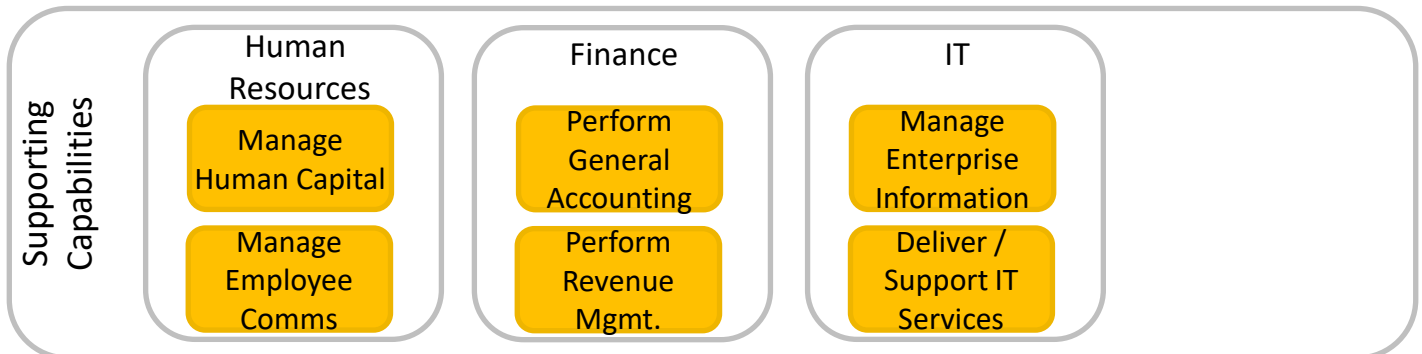 Supporting
Capabilities
Human
Resources
Manage
Human Capital
Manage
Employee
Comms
Finance
Perform
General
Accounting
Perform
Revenue
Mgmt.
IT
Manage
Enterprise
Information
Deliver /
Support IT
Services